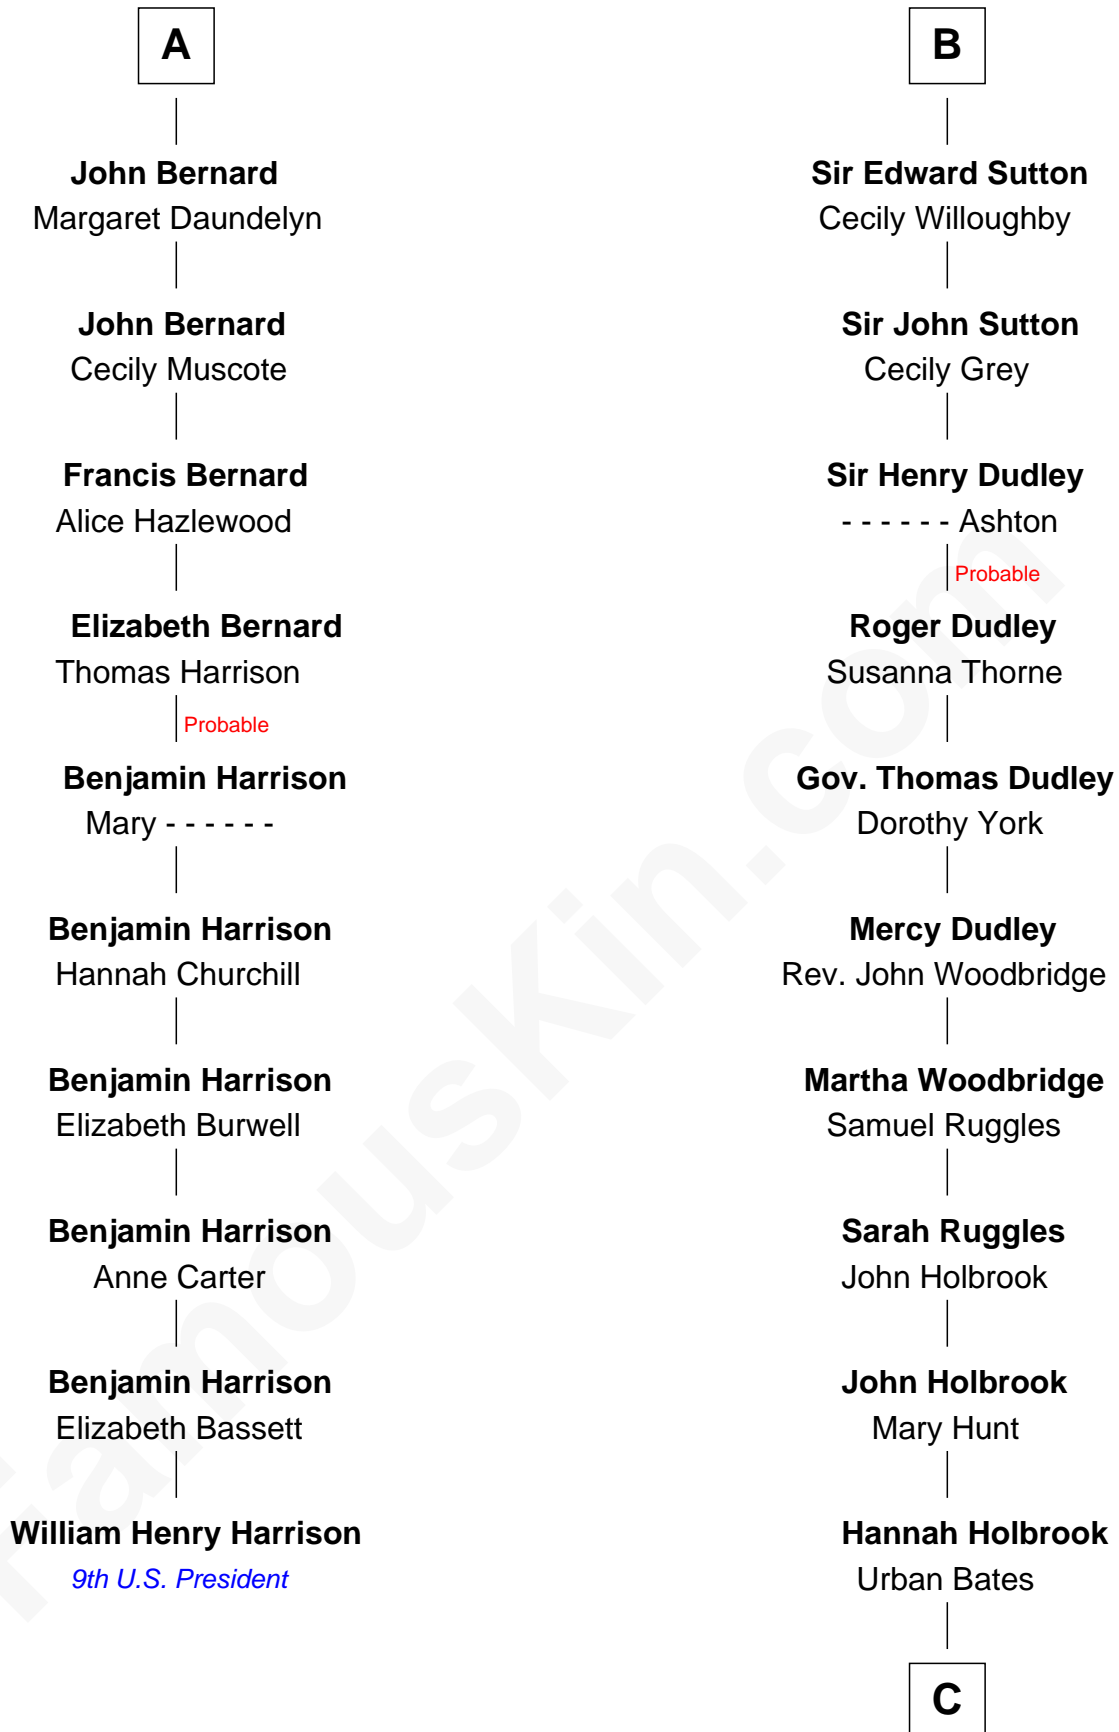 A
John Bernard
Margaret Daundelyn
John Bernard
Cecily Muscote
Francis Bernard
Alice Hazlewood
Elizabeth Bernard
Thomas Harrison
Probable
Benjamin Harrison
Mary - - - - - -
Benjamin Harrison
Hannah Churchill
Benjamin Harrison
Elizabeth Burwell
Benjamin Harrison
Anne Carter
Benjamin Harrison
Elizabeth Bassett
William Henry Harrison
9th U.S. President
B
Sir Edward Sutton
Cecily Willoughby
Sir John Sutton
Cecily Grey
Sir Henry Dudley
- - - - - - Ashton
Probable
Roger Dudley
Susanna Thorne
Gov. Thomas Dudley
Dorothy York
Mercy Dudley
Rev. John Woodbridge
Martha Woodbridge
Samuel Ruggles
Sarah Ruggles
John Holbrook
John Holbrook
Mary Hunt
Hannah Holbrook
Urban Bates
C
FamousKin.com